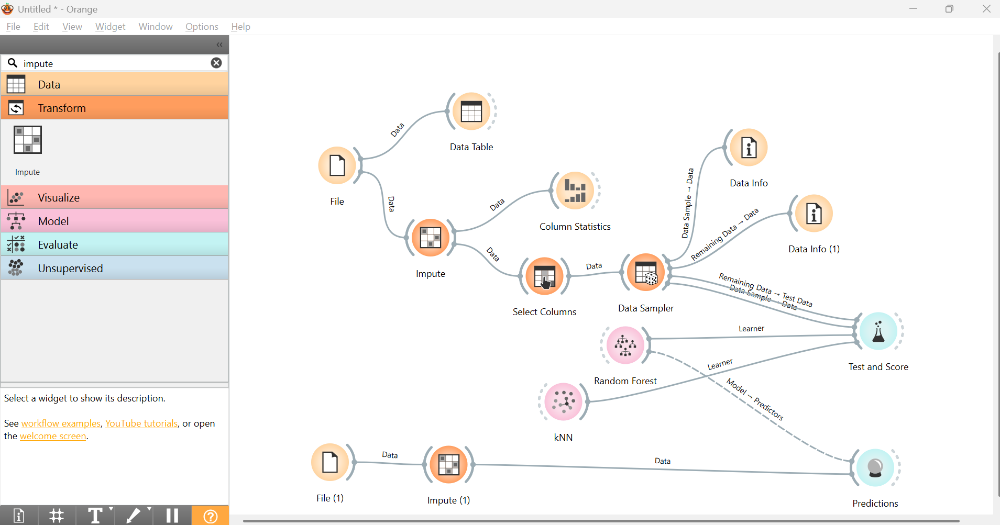 Untitled * - Orange
File Edit View Widget Window Options Help
«
impute
Data
Transform
Impute
Visualize
Model
Evaluate
Unsupervised
Select a widget to show its description.
See workflow examples, YouTube tutorials, or open
the welcome screen.
Data
Data Table
File
Data
Data
Column Statistics
Impute
Data
Select Columns
Data
Data Sampler
Data Sample → Data
Data Info
Remaining Data → Data
Data Info (1)
Remaining Data → Test Data
Data Sample → Data
Learner
Test and Score
Random Forest
Learner
Model → Predictors
kNN
File (1)
Data
Impute (1)
Data
Predictions
T
?